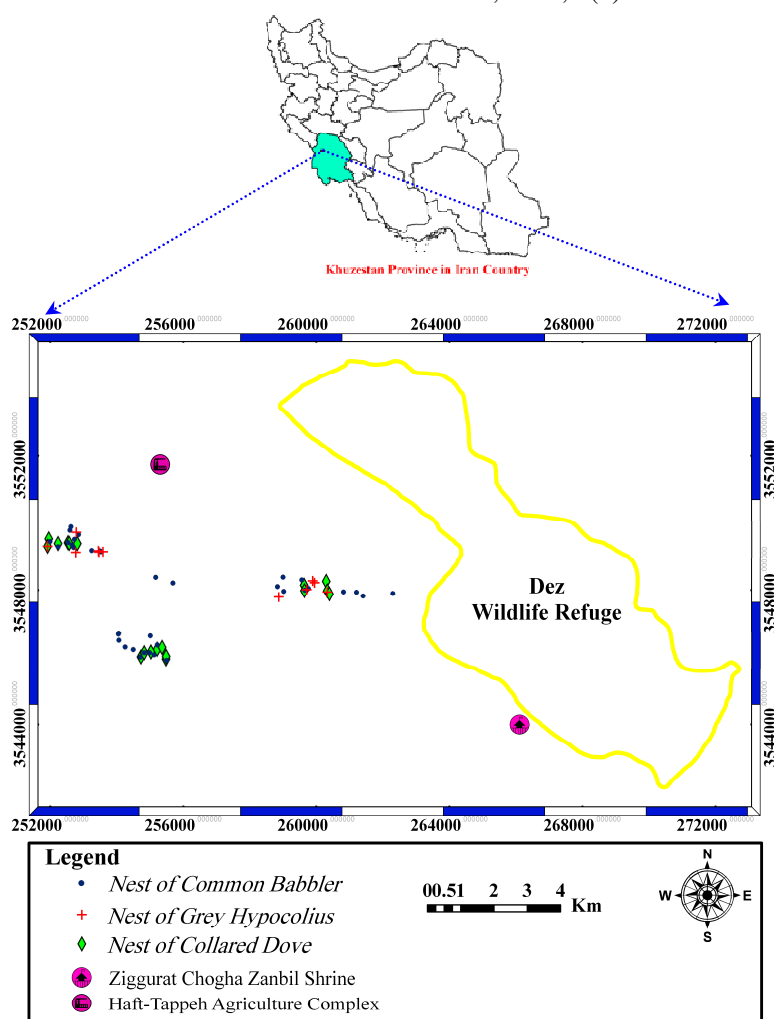 Khuzestan Province in Iran Country
252000 256000 260000 264000 268000 272000
3552000 3552000
3548000 3548000
3544000 3544000
Dez
Wildlife Refuge
252000 256000 260000 264000 268000 272000
Legend
Nest of Common Babbler
Nest of Grey Hypocolius
Nest of Collared Dove
Ziggurat Chogha Zanbil Shrine
Haft-Tappeh Agriculture Complex
00.51 2 3 4
Km
N
W E
S